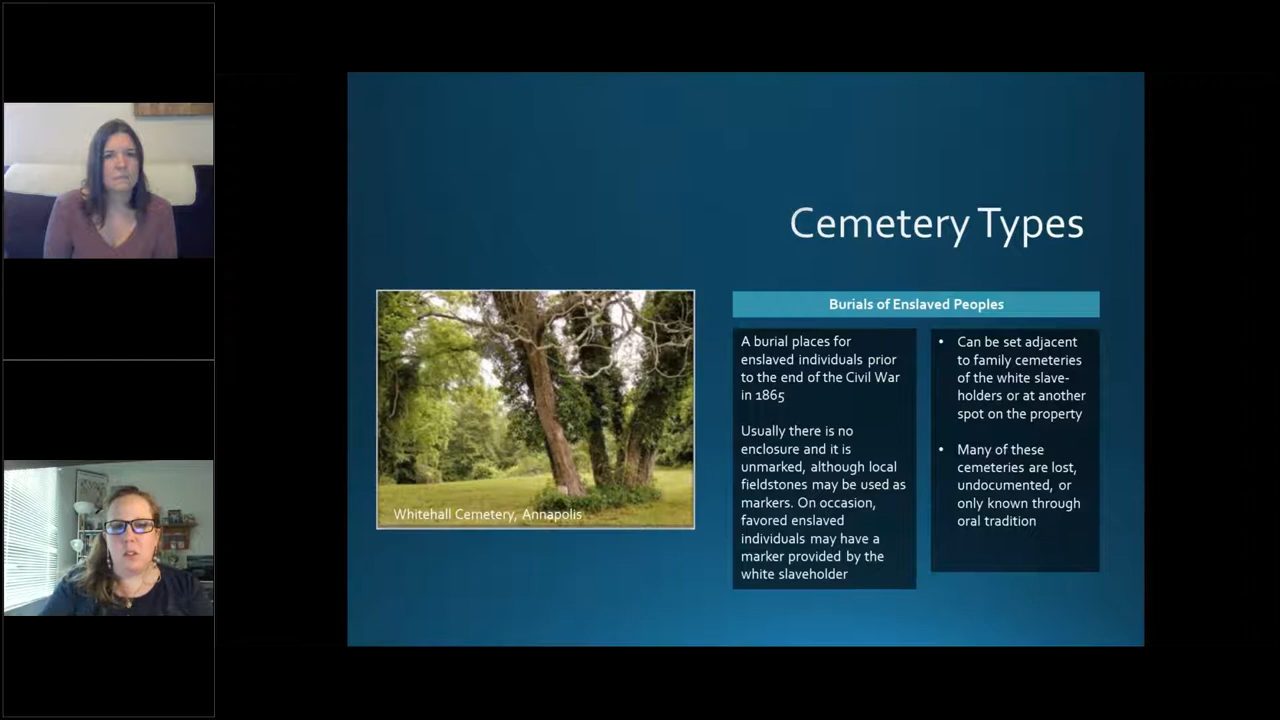 Cemetery Types
Whitehall Cemetery, Annapolis
Burials of Enslaved Peoples
A burial places for
enslaved individuals prior
to the end of the Civil War
in 1865
Usually there is no
enclosure and it is
unmarked, although local
fieldstones may be used as
markers. On occasion,
favored enslaved
individuals may have a
marker provided by the
white slaveholder
• Can be set adjacent
to family cemeteries
of the white slave-
holders or at another
spot on the property
• Many of these
cemeteries are lost,
undocumented, or
only known through
oral tradition